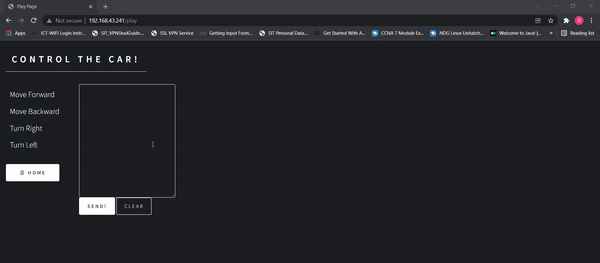 Play Page
Not secure | 192.168.43.241/play
Apps
ICT-WIFI Login Instr...
SIT_VPNStudGuide....
SSL VPN Service
Getting input From...
SIT Personal Data...
Get Started With A...
CCNA 7 Module Ex...
NDG Linux Unhatch...
Welcome to Java! |...
Reading list
CONTROL THE CAR!
Move Forward
Move Backward
Turn Right
Turn Left
☰ HOME
SEND!
CLEAR